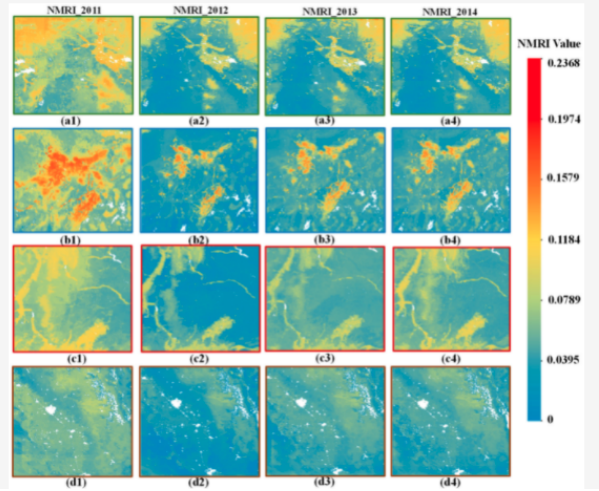 NMRI_2011 NMRI_2012 NMRI_2013 NMRI_2014
NMRI Value
0.2368
(a1) (a2) (a3) (a4)
0.1974
0.1579
(b1) (b2) (b3) (b4)
0.1184
0.0789
(c1) (c2) (c3) (c4)
0.0395
0
(d1) (d2) (d3) (d4)